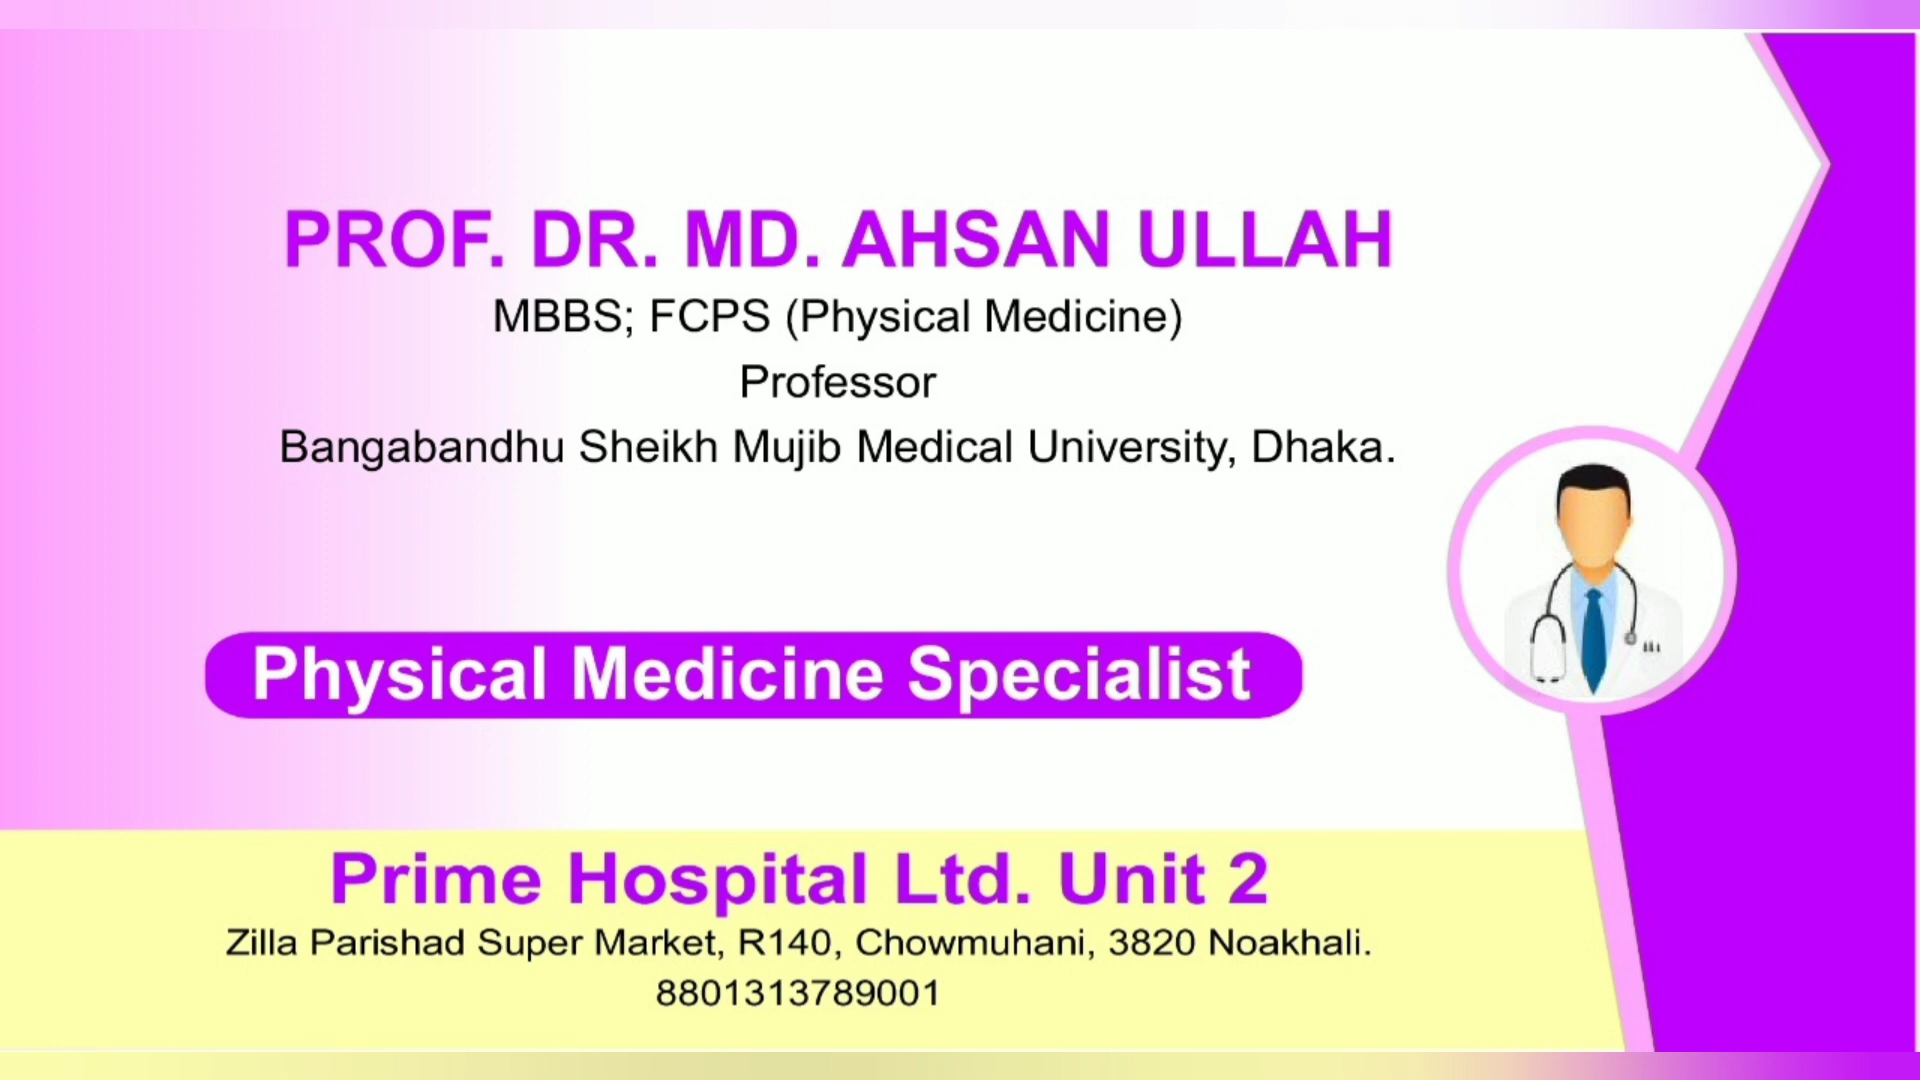 PROF. DR. MD. AHSAN ULLAH
MBBS; FCPS (Physical Medicine)
Professor
Bangabandhu Sheikh Mujib Medical University, Dhaka.
Physical Medicine Specialist
Prime Hospital Ltd. Unit 2
Zilla Parishad Super Market, R140, Chowmuhani, 3820 Noakhali.
8801313789001